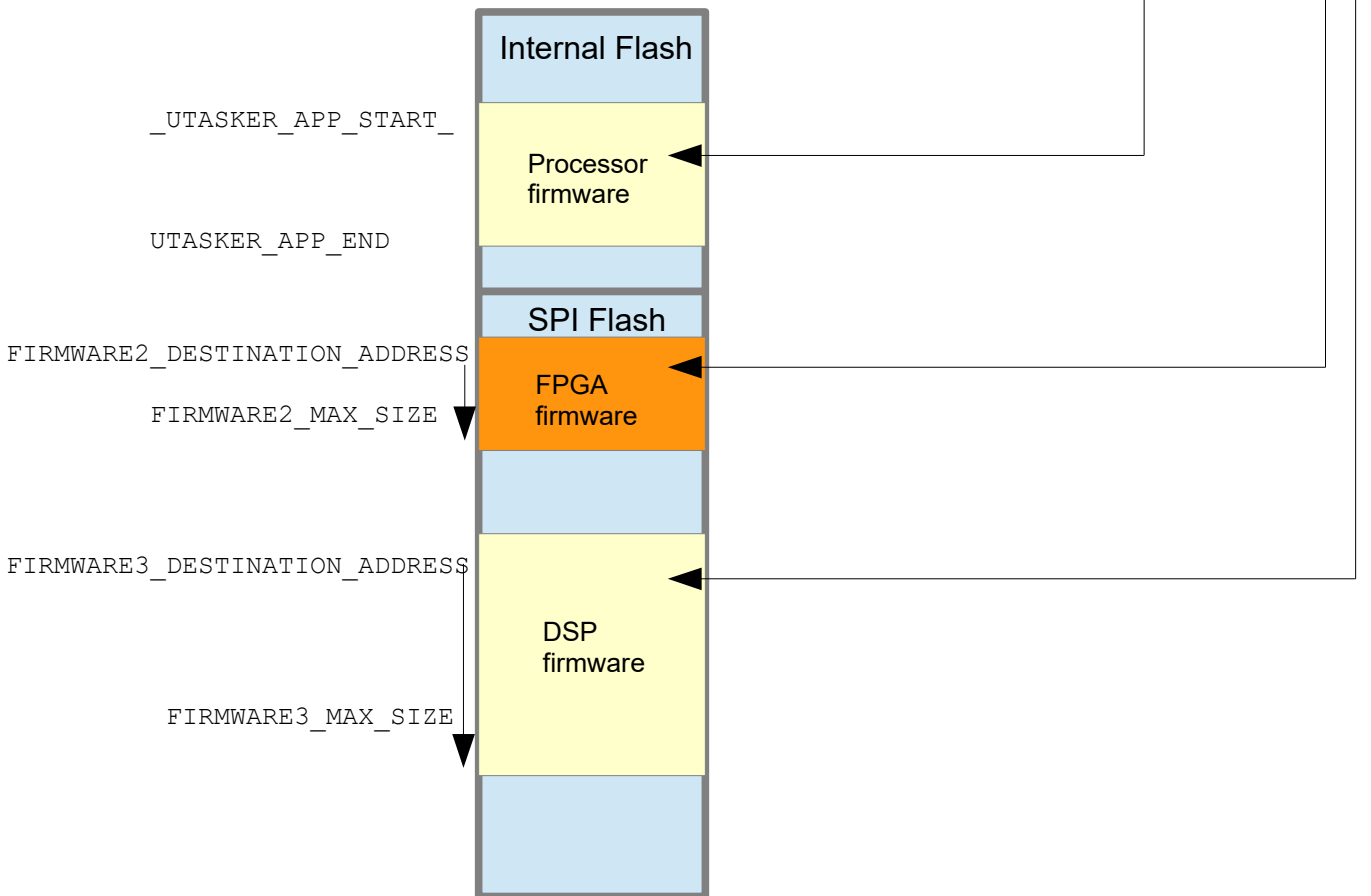 Internal Flash
_UTASKER_APP_START_
Processor
firmware
UTASKER_APP_END
SPI Flash
FIRMWARE2_DESTINATION_ADDRESS
FPGA
firmware
FIRMWARE2_MAX_SIZE
FIRMWARE3_DESTINATION_ADDRESS
DSP
firmware
FIRMWARE3_MAX_SIZE